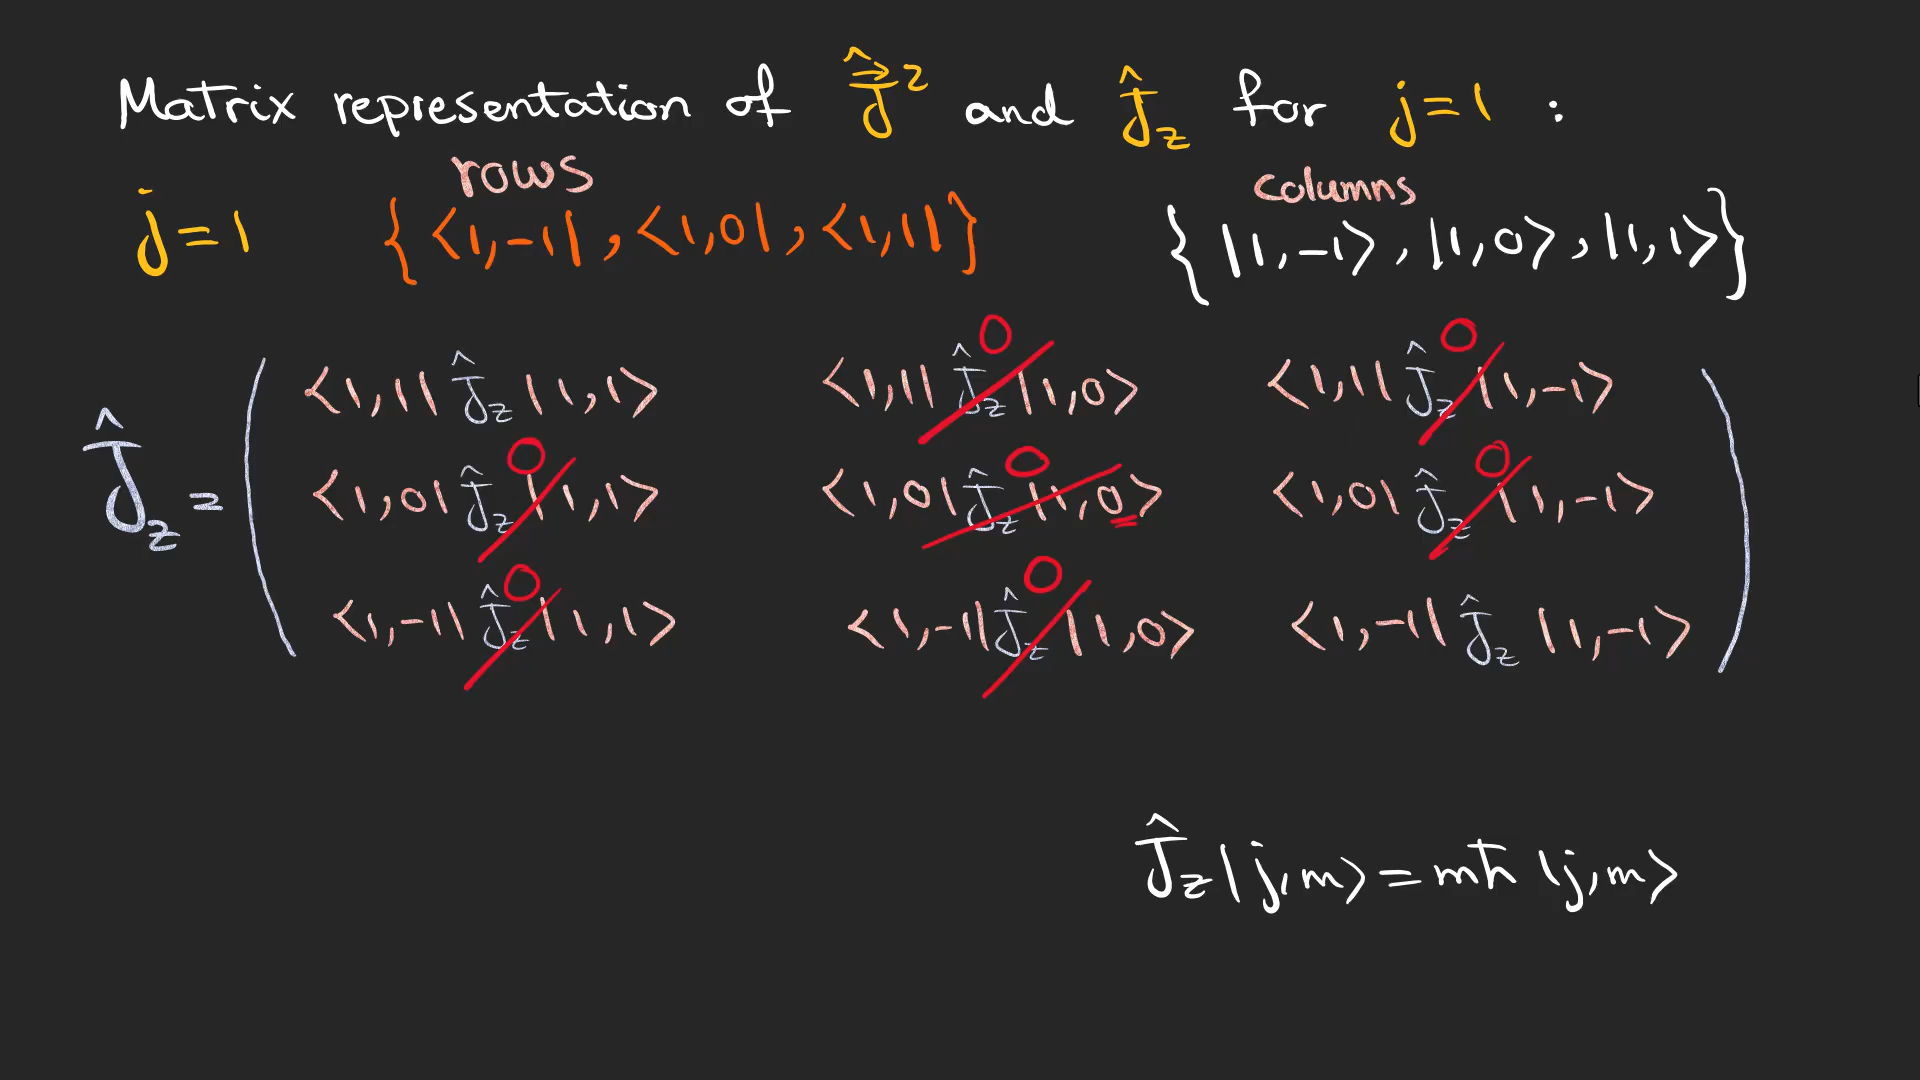 Matrix representation of Ĵ⃗² and Ĵz for j=1 :
rows columns
j=1 {<1,-1|, <1,0|, <1,1|} {|1,-1>, |1,0>, |1,1>}
0 0
<1,1|Ĵz|1,1> <1,1|Ĵz|1,0> <1,1|Ĵz|1,-1>
0 0 0
Ĵz = ( <1,0|Ĵz|1,1> <1,0|Ĵz|1,0> <1,0|Ĵz|1,-1> )
0 0
<1,-1|Ĵz|1,1> <1,-1|Ĵz|1,0> <1,-1|Ĵz|1,-1>
Ĵz|j,m> = mħ|j,m>